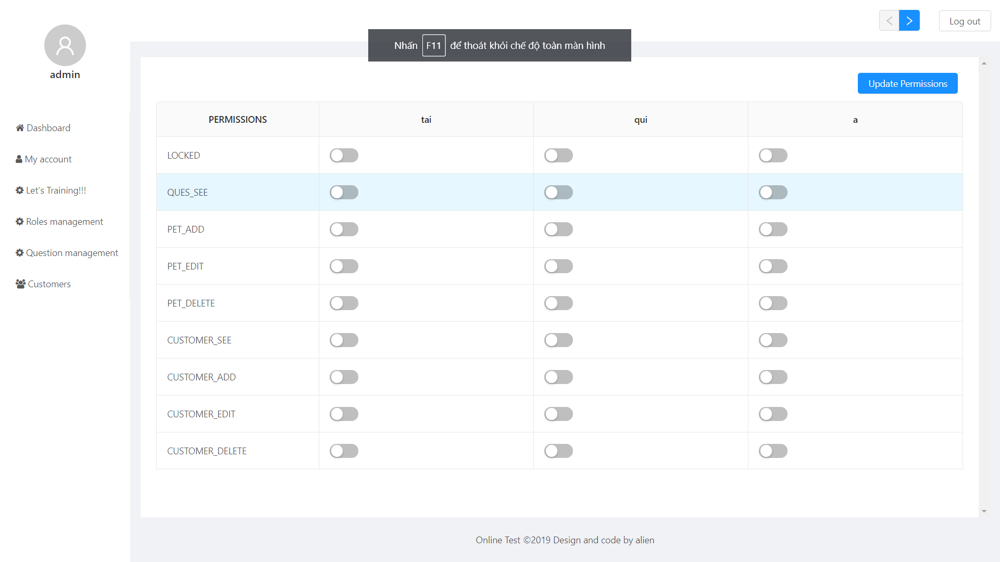 Log out
Nhấn F11 để thoát khỏi chế độ toàn màn hình
admin
Dashboard
My account
Let's Training!!!
Roles management
Question management
Customers
Update Permissions
PERMISSIONS tai qui a
LOCKED
QUES_SEE
PET_ADD
PET_EDIT
PET_DELETE
CUSTOMER_SEE
CUSTOMER_ADD
CUSTOMER_EDIT
CUSTOMER_DELETE
Online Test ©2019 Design and code by alien